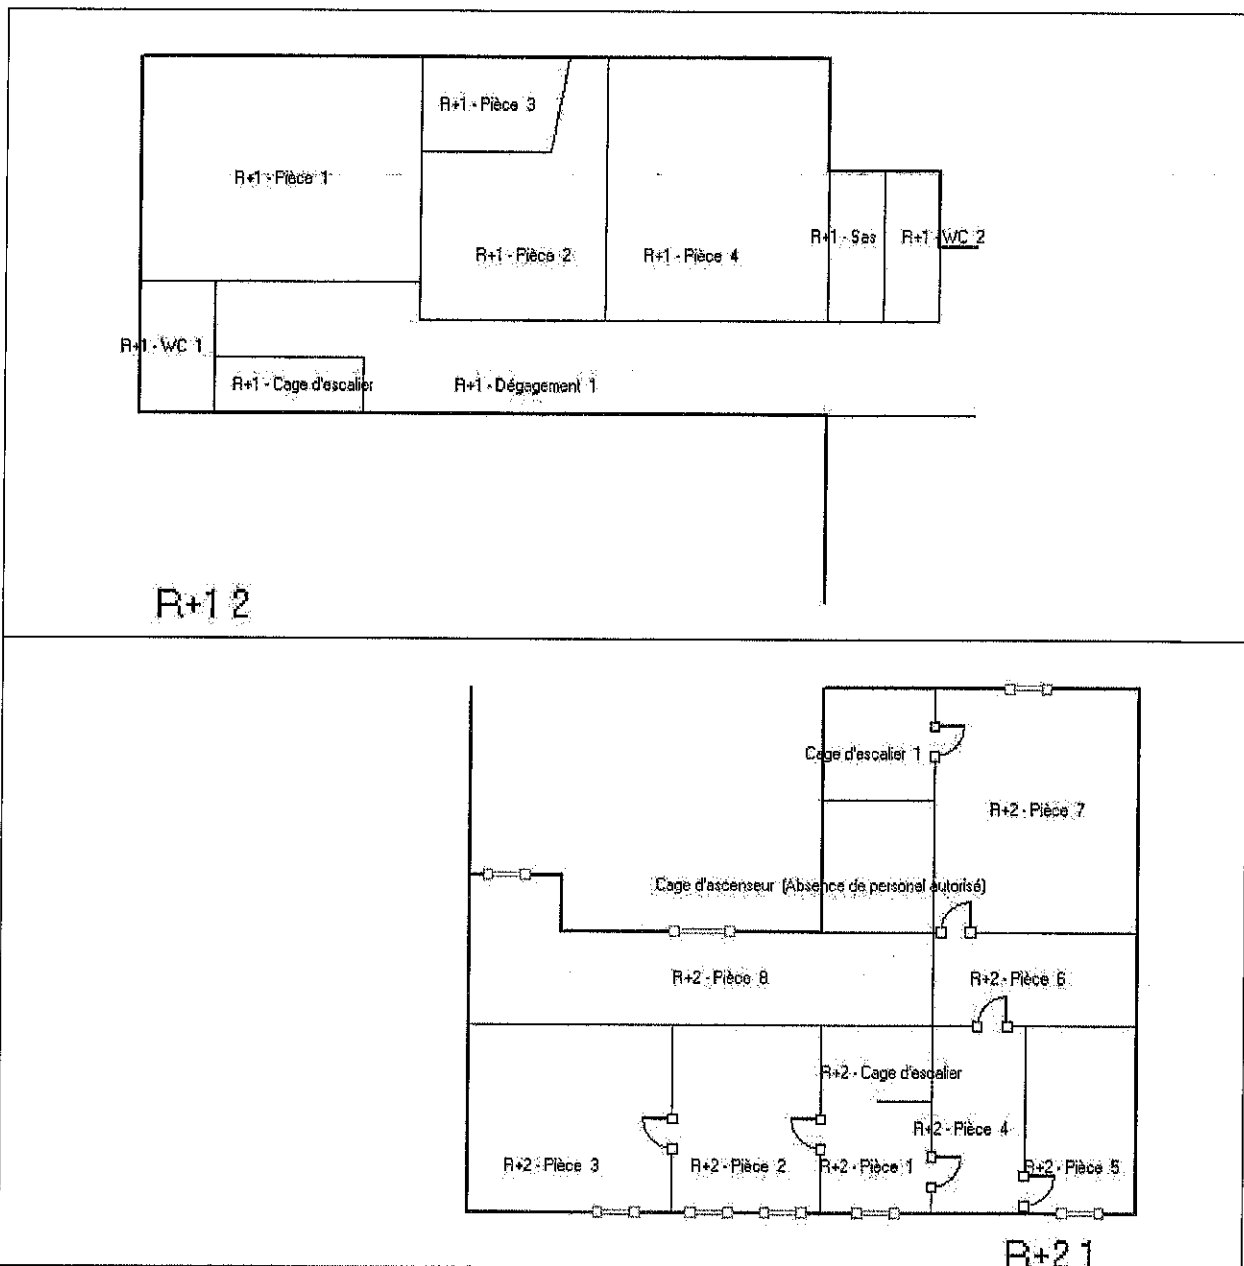 R+1 - Pièce 3
R+1 - Pièce 1
R+1 - Sas
R+1 - WC 2
R+1 - Pièce 2
R+1 - Pièce 4
R+1 - WC 1
R+1 - Cage d'escalier
R+1 - Dégagement 1
R+1 2
Cage d'escalier 1
R+2 - Pièce 7
Cage d'ascenseur (Absence de personel autorisé)
R+2 - Pièce 8
R+2 - Pièce 6
R+2 - Cage d'escalier
R+2 - Pièce 4
R+2 - Pièce 3
R+2 - Pièce 2
R+2 - Pièce 1
R+2 - Pièce 5
R+2 1